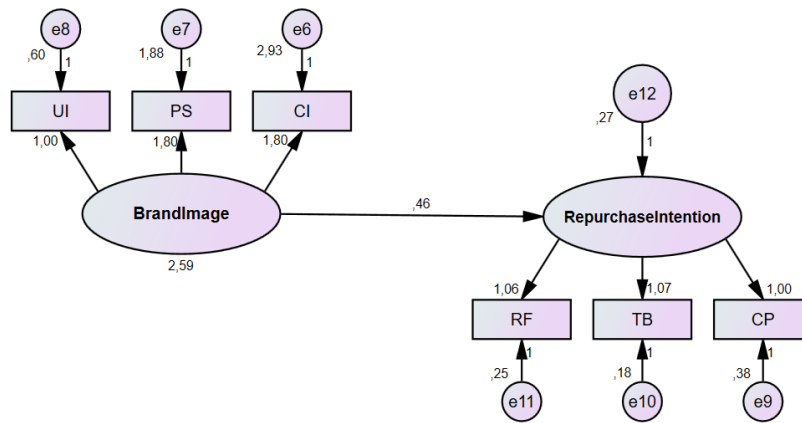 e8
e7
e6
,60
1
1,88
1
2,93
1
UI
PS
CI
1,00
1,80
1,80
e12
,27
1
BrandImage
,46
RepurchaseIntention
2,59
1,06
1,07
1,00
RF
TB
CP
1
1
1
,25
,18
,38
e11
e10
e9